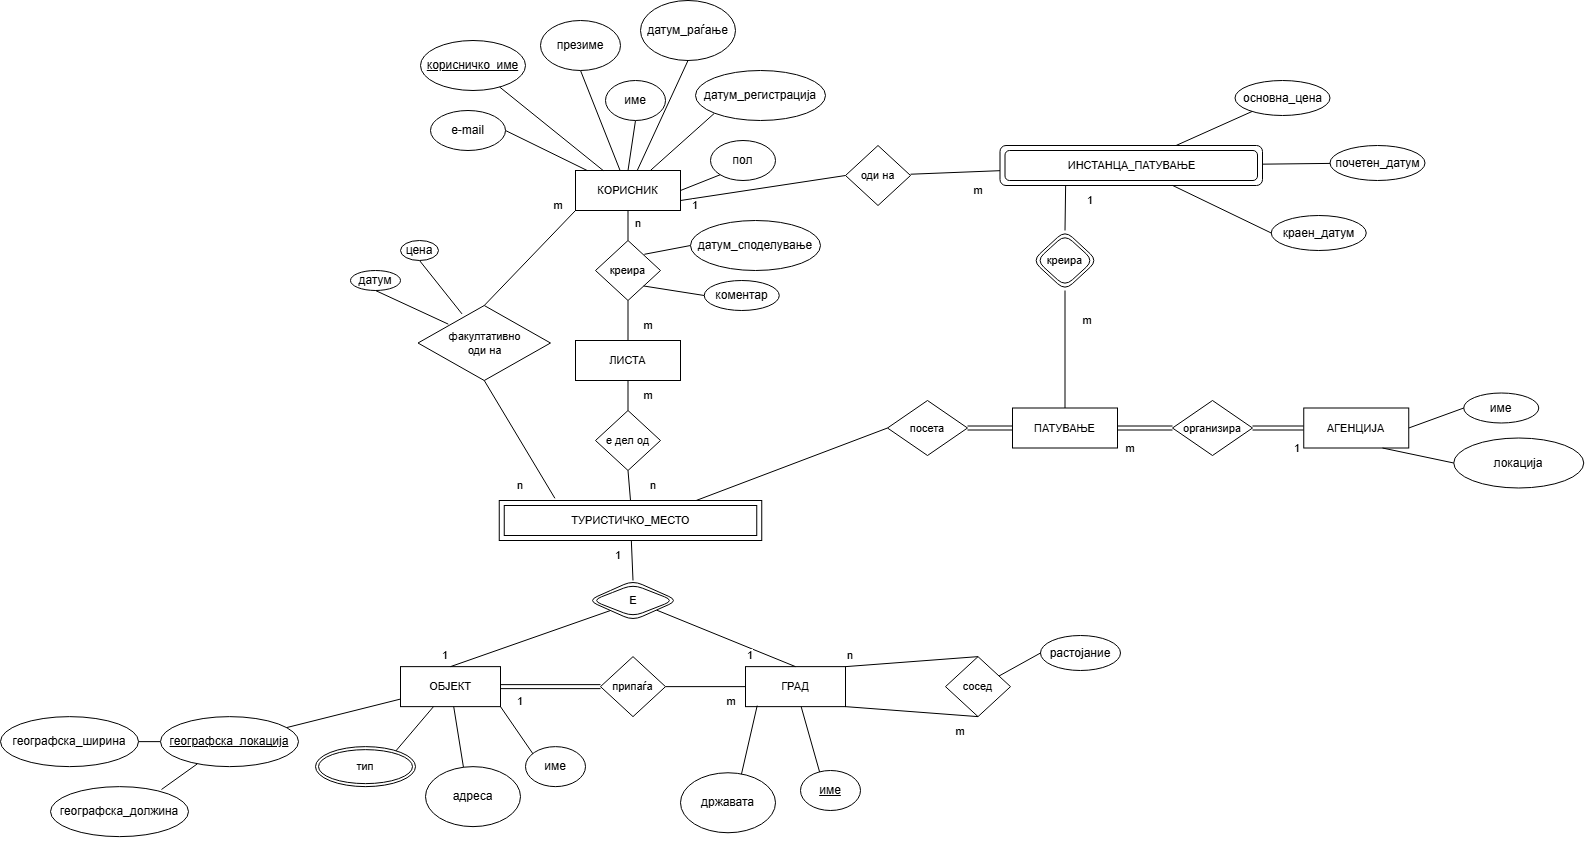 датум_раѓање
презиме
корисничко_име
име
датум_регистрација
основна_цена
e-mail
пол
почетен_датум
ИНСТАНЦА_ПАТУВАЊЕ
оди на
КОРИСНИК
m
1
m
1
n
краен_датум
датум_споделување
цена
креира
креира
датум
коментар
m
m
факултативно
оди на
ЛИСТА
m
име
посета
ПАТУВАЊЕ
организира
АГЕНЦИЈА
е дел од
m
1
локација
n
n
ТУРИСТИЧКО_МЕСТО
1
Е
1
1
n
растојание
ОБЈЕКТ
припаѓа
ГРАД
сосед
1
m
m
географска_ширина
географска_локација
тип
име
адреса
државата
име
географска_должина